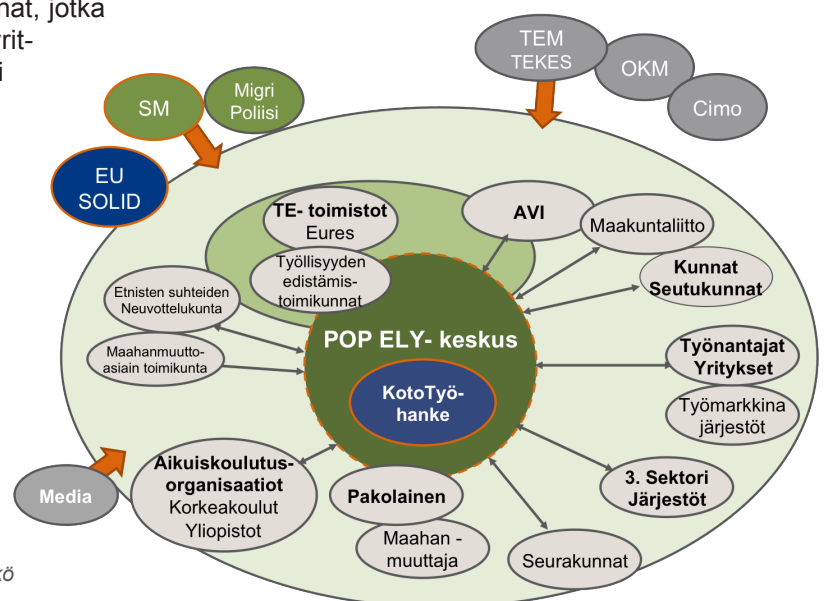 mat, jotka
yrit-
i
TEM
TEKES
OKM
Cimo
Migri
Poliisi
SM
EU
SOLID
TE- toimistot
Eures
AVI
Maakuntaliitto
Työllisyyden
edistämis-
toimikunnat
Kunnat
Seutukunnat
Etnisten suhteiden
Neuvottelukunta
POP ELY- keskus
Maahanmuutto-
asiain toimikunta
Työnantajat
Yritykset
KotoTyö-
hanke
Työmarkkina
järjestöt
Aikuiskoulutus-
organisaatiot
Korkeakoulut
Yliopistot
3. Sektori
Järjestöt
Media
Pakolainen
Maahan -
muuttaja
Seurakunnat
kö